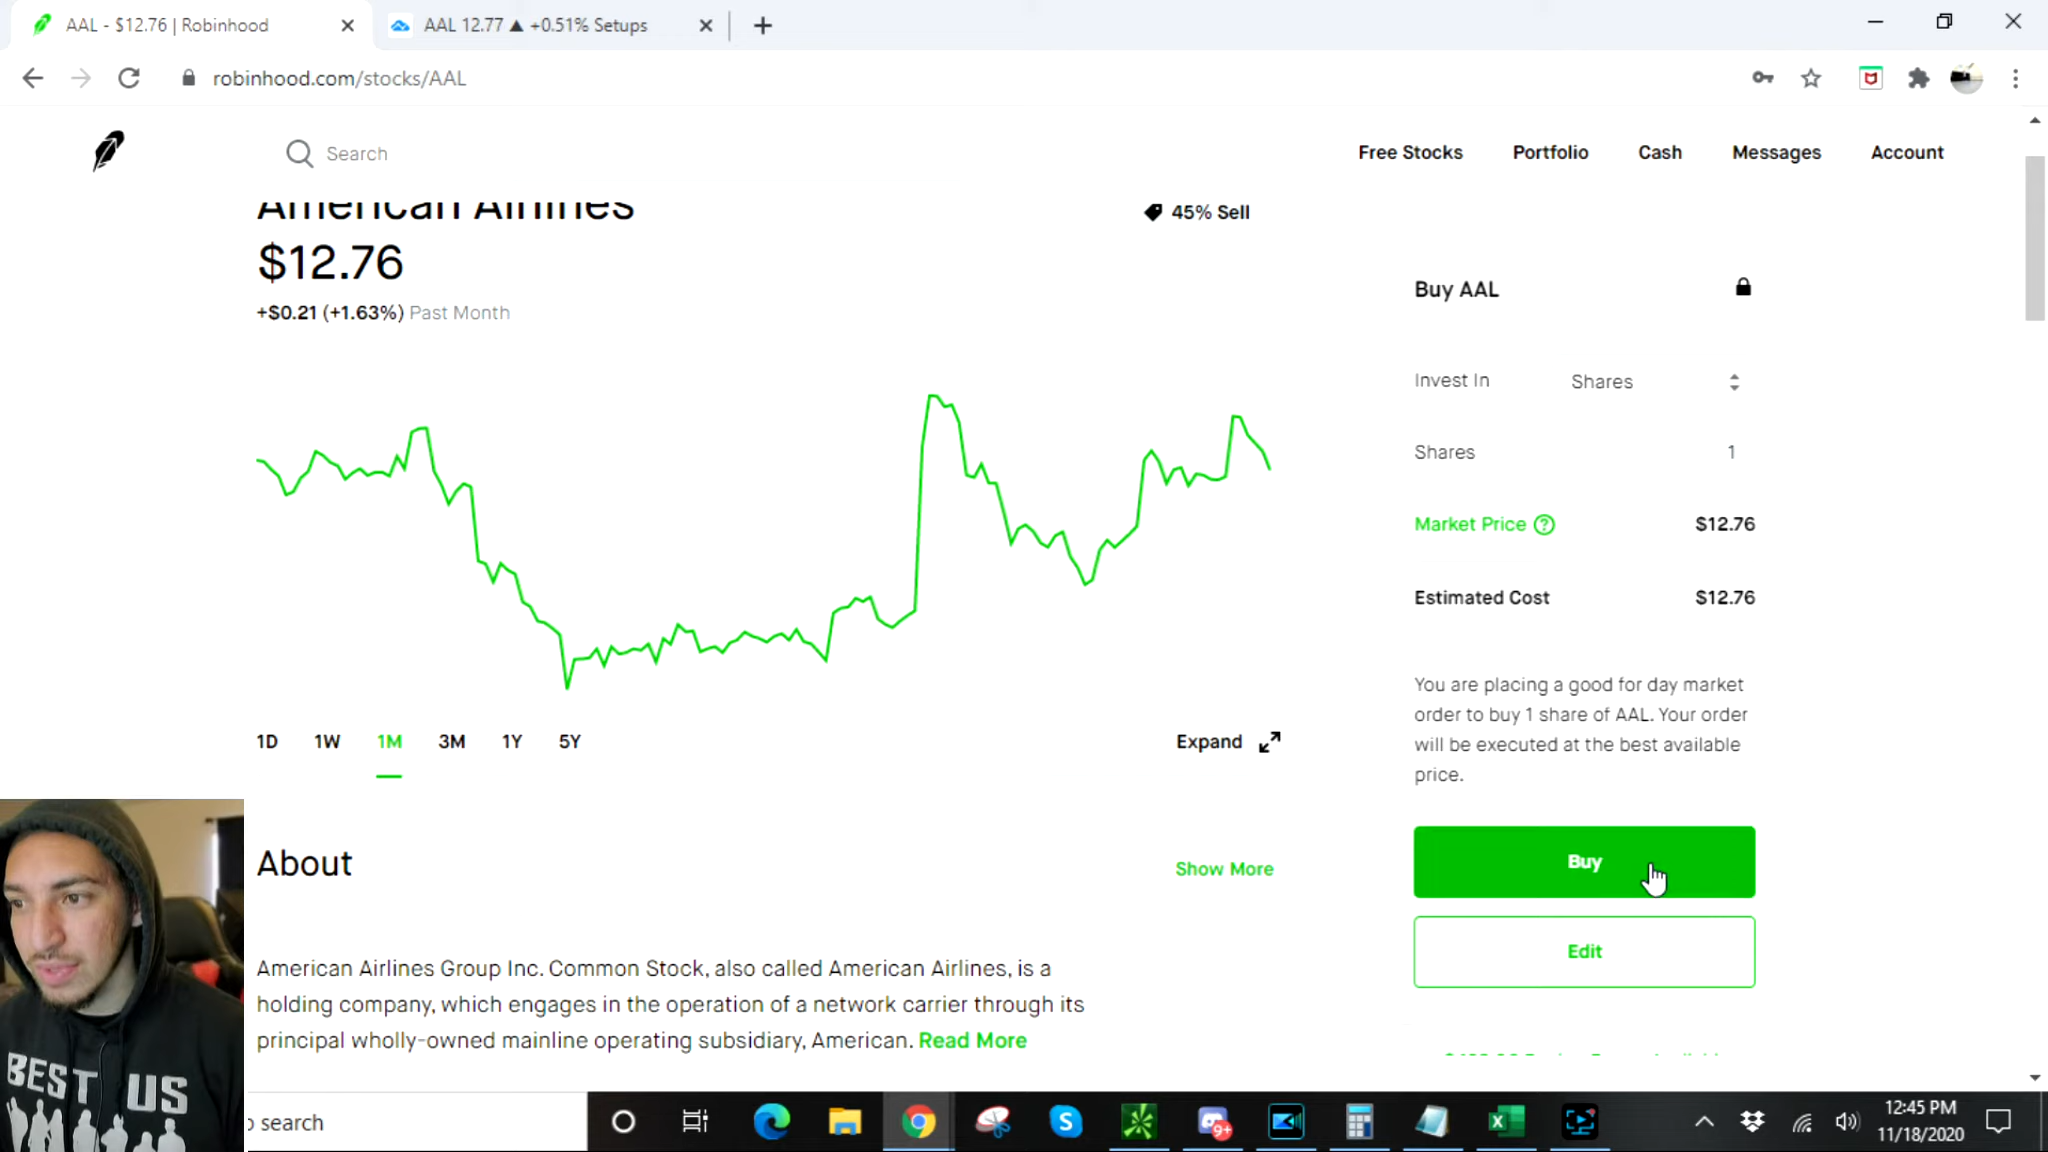 AAL - $12.76 | Robinhood
AAL 12.77 ▲ +0.51% Setups
robinhood.com/stocks/AAL
Search
Free Stocks
Portfolio
Cash
Messages
Account
American Airlines
45% Sell
$12.76
+$0.21 (+1.63%) Past Month
Buy AAL
Invest In Shares
Shares 1
Market Price ? $12.76
Estimated Cost $12.76
You are placing a good for day market
order to buy 1 share of AAL. Your order
will be executed at the best available
price.
Buy
Edit
1D 1W 1M 3M 1Y 5Y
Expand
About
Show More
American Airlines Group Inc. Common Stock, also called American Airlines, is a
holding company, which engages in the operation of a network carrier through its
principal wholly-owned mainline operating subsidiary, American. Read More
BEST US
search
9+
12:45 PM
11/18/2020